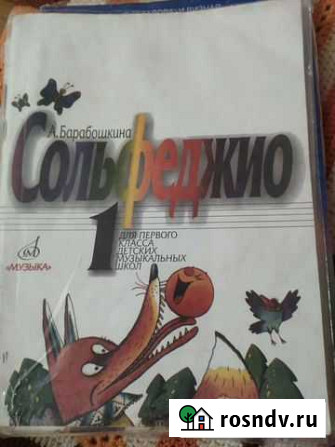 А. Барабошкина
Сольфеджио
1
ДЛЯ ПЕРВОГО
КЛАССА
ДЕТСКИХ
МУЗЫКАЛЬНЫХ
ШКОЛ
«МУЗЫКА»
rosndv.ru